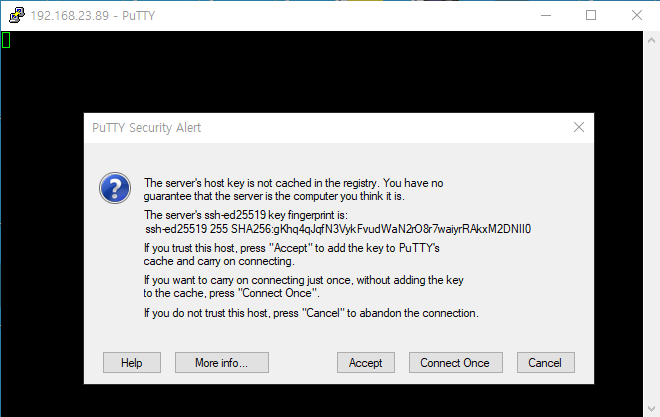 192.168.23.89 - PuTTY
PuTTY Security Alert
The server's host key is not cached in the registry. You have no
guarantee that the server is the computer you think it is.
The server's ssh-ed25519 key fingerprint is:
ssh-ed25519 255 SHA256:gKhq4qJqfN3VykFvudWaN2rO8r7waiyrRAkxM2DNII0
If you trust this host, press "Accept" to add the key to PuTTY's
cache and carry on connecting.
If you want to carry on connecting just once, without adding the key
to the cache, press "Connect Once".
If you do not trust this host, press "Cancel" to abandon the connection.
Help
More info...
Accept
Connect Once
Cancel